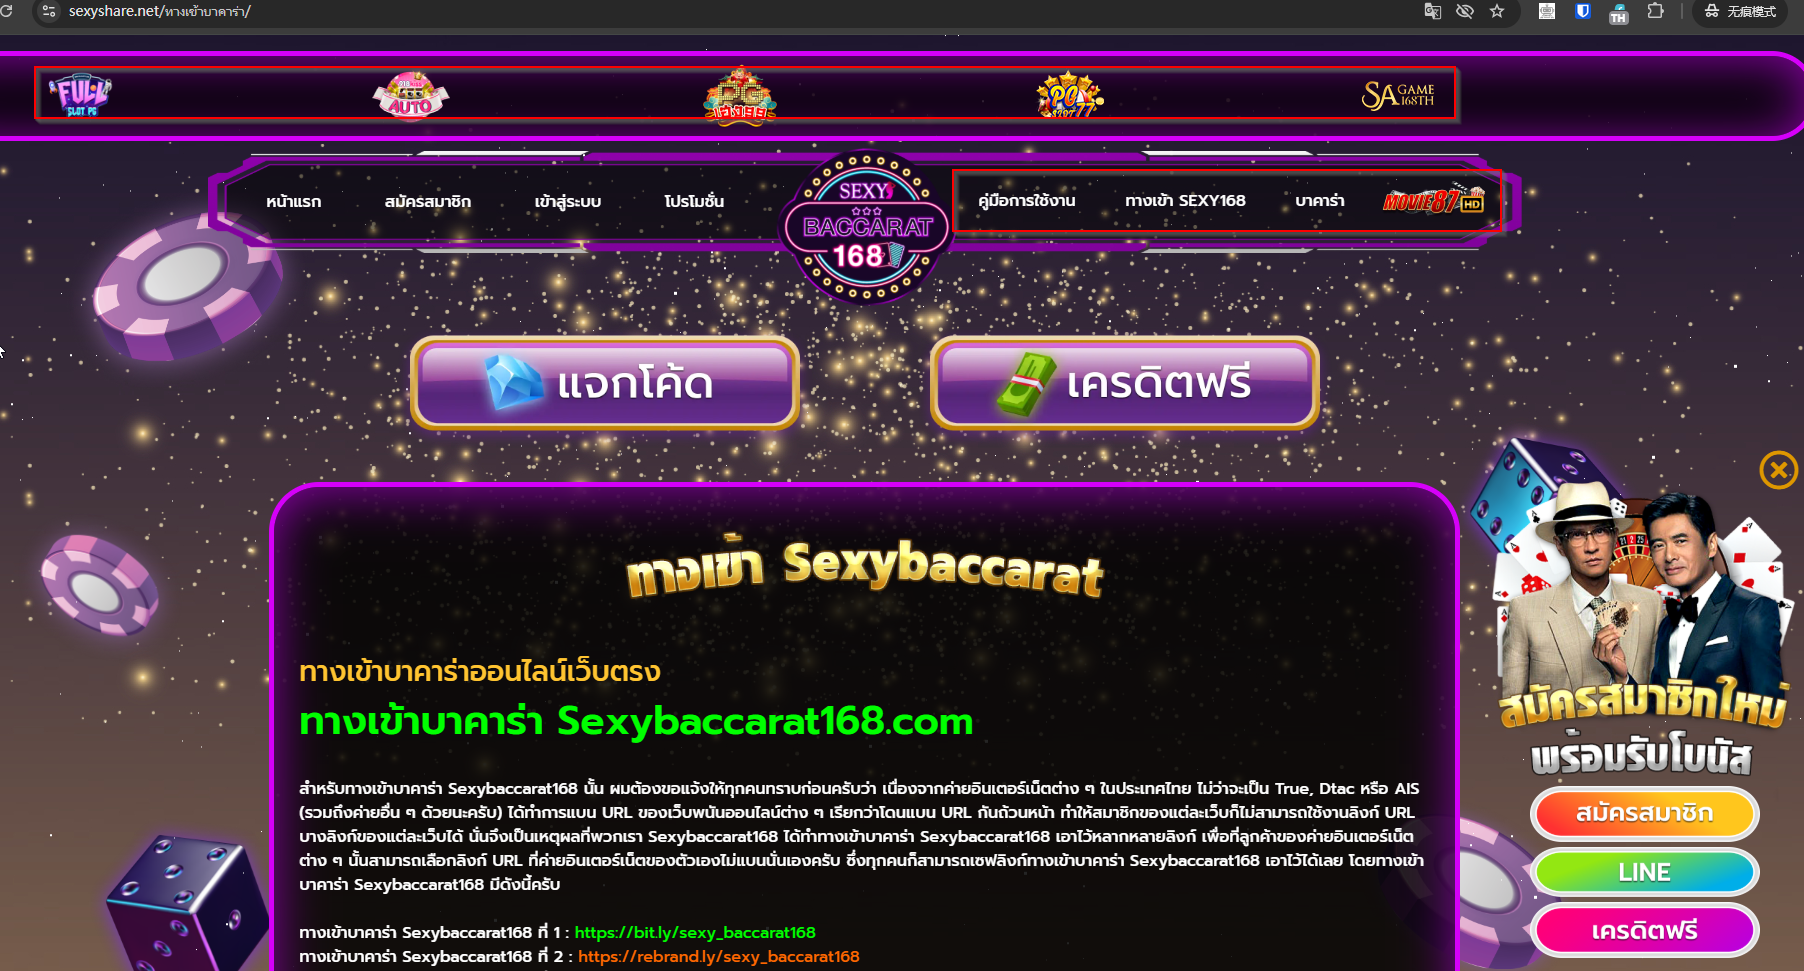 sexyshare.net/ทางเข้าบาคาร่า/
无痕模式
TH
FULL
SLOT PG
AUTO
PG
เฮง99
PG
SLOT 77
SA GAME
168TH
หน้าแรก
สมัครสมาชิก
เข้าสู่ระบบ
โปรโมชั่น
SEXY
BACCARAT
168
คู่มือการใช้งาน
ทางเข้า SEXY168
บาคาร่า
MOVIE87 HD
แจกโค้ด
เครดิตฟรี
ทางเข้า Sexybaccarat
ทางเข้าบาคาร่าออนไลน์เว็บตรง
ทางเข้าบาคาร่า Sexybaccarat168.com
สำหรับทางเข้าบาคาร่า Sexybaccarat168 นั้น ผมต้องขอแจ้งให้ทุกคนทราบก่อนครับว่า เนื่องจากค่ายอินเตอร์เน็ตต่าง ๆ ในประเทศไทย ไม่ว่าจะเป็น True, Dtac หรือ AIS
(รวมถึงค่ายอื่น ๆ ด้วยนะครับ) ได้ทำการแบน URL ของเว็บพนันออนไลน์ต่าง ๆ เรียกว่าโดนแบน URL กันถ้วนหน้า ทำให้สมาชิกของแต่ละเว็บก็ไม่สามารถใช้งานลิงก์ URL
บางลิงก์ของแต่ละเว็บได้ นั่นจึงเป็นเหตุผลที่พวกเรา Sexybaccarat168 ได้ทำทางเข้าบาคาร่า Sexybaccarat168 เอาไว้หลากหลายลิงก์ เพื่อที่ลูกค้าของค่ายอินเตอร์เน็ต
ต่าง ๆ นั้นสามารถเลือกลิงก์ URL ที่ค่ายอินเตอร์เน็ตของตัวเองไม่แบนนั่นเองครับ ซึ่งทุกคนก็สามารถเซฟลิงก์ทางเข้าบาคาร่า Sexybaccarat168 เอาไว้ได้เลย โดยทางเข้า
บาคาร่า Sexybaccarat168 มีดังนี้ครับ
ทางเข้าบาคาร่า Sexybaccarat168 ที่ 1 : https://bit.ly/sexy_baccarat168
ทางเข้าบาคาร่า Sexybaccarat168 ที่ 2 : https://rebrand.ly/sexy_baccarat168
สมัครสมาชิกใหม่
พร้อมรับโบนัส
สมัครสมาชิก
LINE
เครดิตฟรี